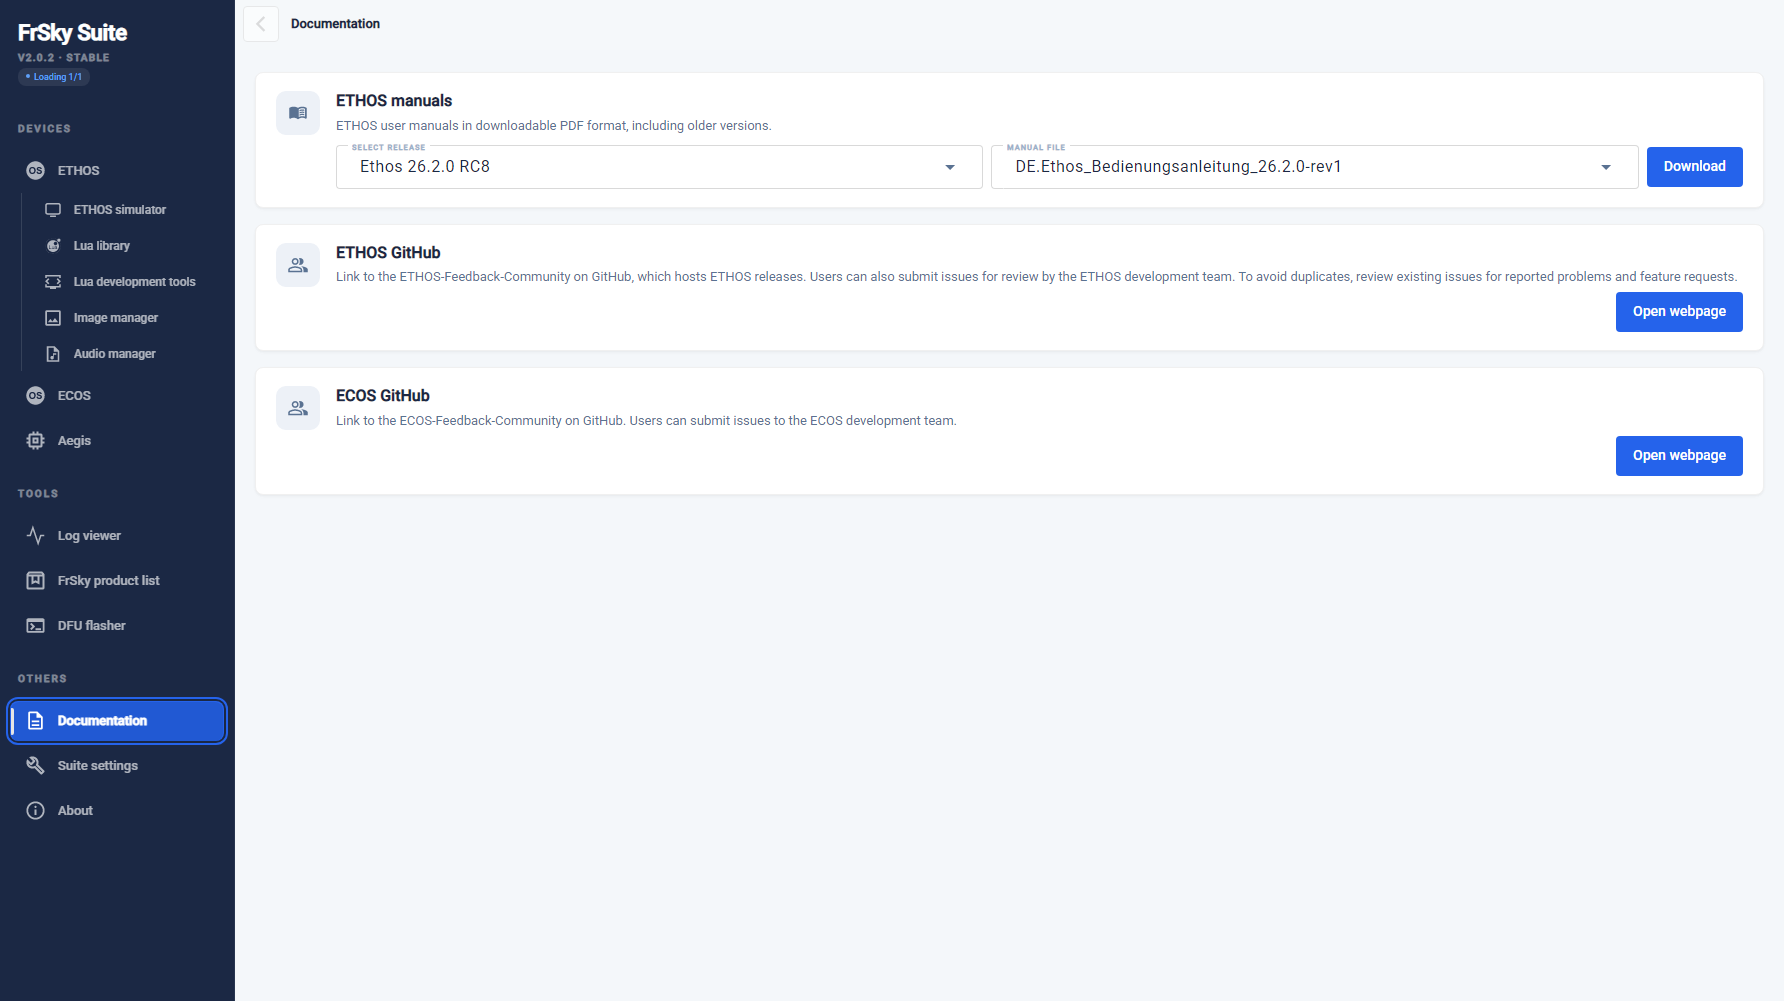 FrSky Suite
V2.0.2 · STABLE
• Loading 1/1
DEVICES
OS ETHOS
ETHOS simulator
Lua library
Lua development tools
Image manager
Audio manager
OS ECOS
Aegis
TOOLS
Log viewer
FrSky product list
DFU flasher
OTHERS
Documentation
Suite settings
About
Documentation
ETHOS manuals
ETHOS user manuals in downloadable PDF format, including older versions.
SELECT RELEASE
Ethos 26.2.0 RC8
MANUAL FILE
DE.Ethos_Bedienungsanleitung_26.2.0-rev1
Download
ETHOS GitHub
Link to the ETHOS-Feedback-Community on GitHub, which hosts ETHOS releases. Users can also submit issues for review by the ETHOS development team. To avoid duplicates, review existing issues for reported problems and feature requests.
Open webpage
ECOS GitHub
Link to the ECOS-Feedback-Community on GitHub. Users can submit issues to the ECOS development team.
Open webpage